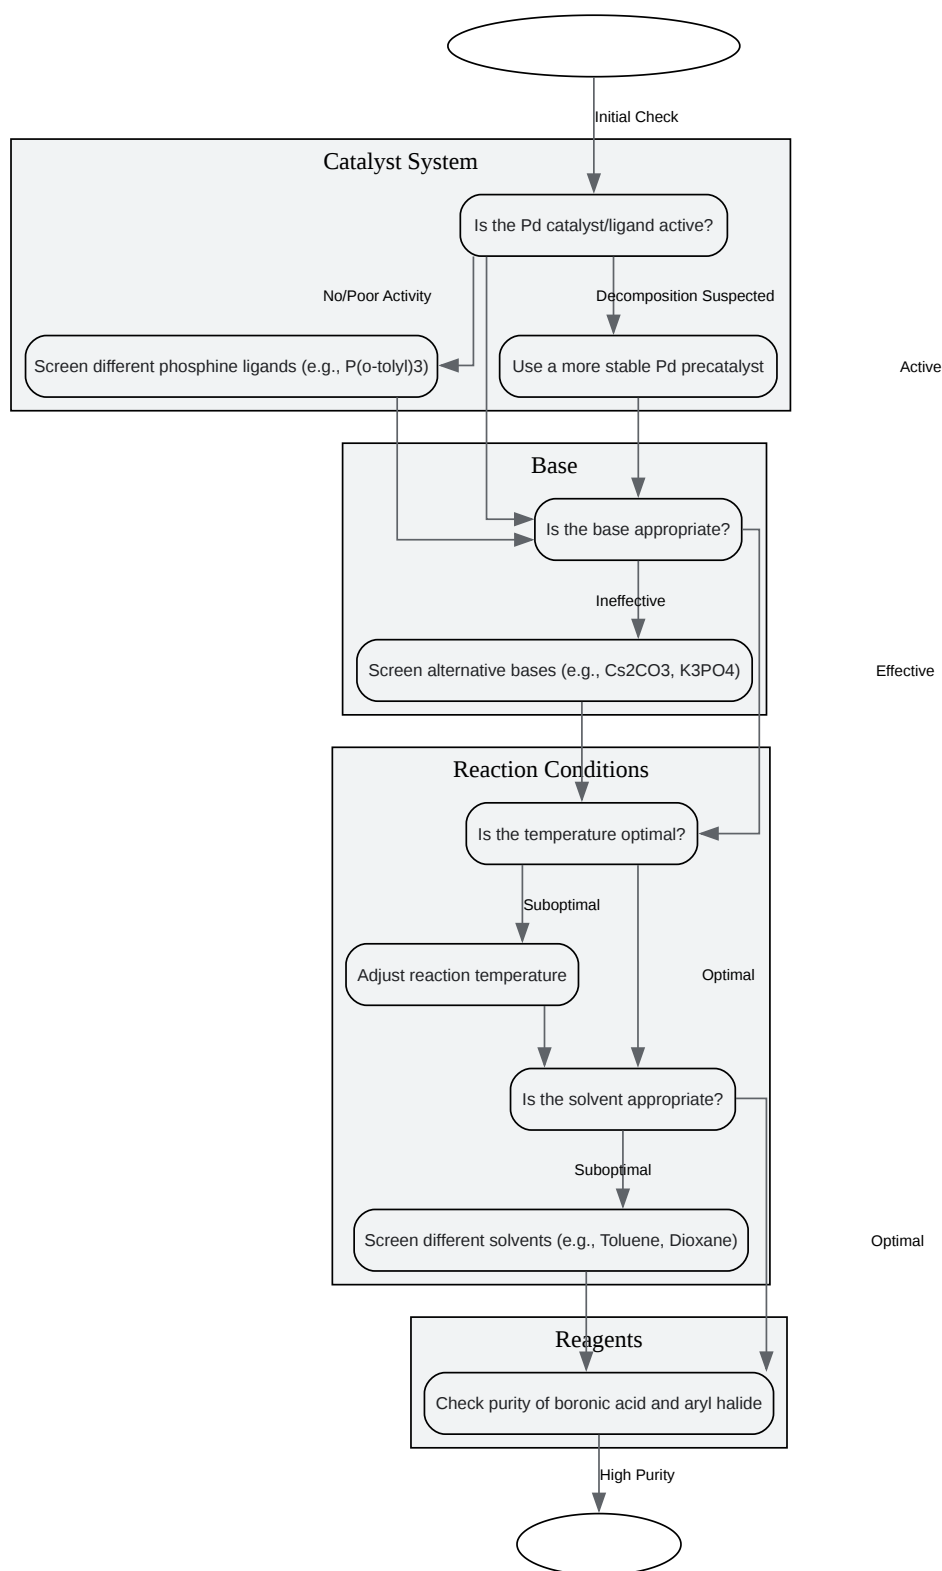 Initial Check
Catalyst System
Is the Pd catalyst/ligand active?
No/Poor Activity
Decomposition Suspected
Screen different phosphine ligands (e.g., P(o-tolyl)3)
Use a more stable Pd precatalyst
Active
Base
Is the base appropriate?
Ineffective
Screen alternative bases (e.g., Cs2CO3, K3PO4)
Effective
Reaction Conditions
Is the temperature optimal?
Suboptimal
Adjust reaction temperature
Optimal
Is the solvent appropriate?
Suboptimal
Screen different solvents (e.g., Toluene, Dioxane)
Optimal
Reagents
Check purity of boronic acid and aryl halide
High Purity